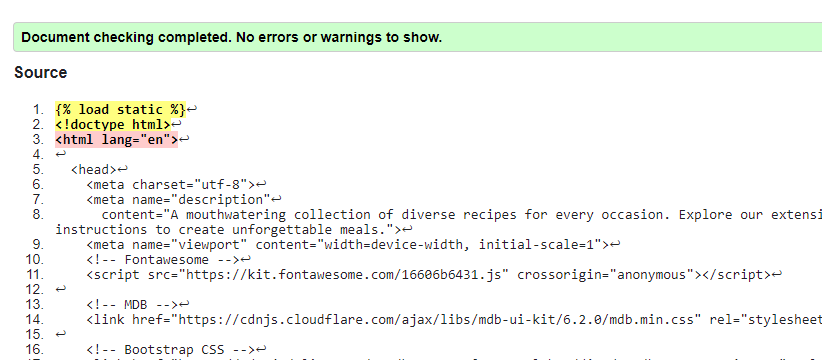 Document checking completed. No errors or warnings to show.
Source
1. {% load static %}↩
2. <!doctype html>↩
3. <html lang="en">↩
4. ↩
5. <head>↩
6. <meta charset="utf-8">↩
7. <meta name="description"↩
8. content="A mouthwatering collection of diverse recipes for every occasion. Explore our extensi
instructions to create unforgettable meals.">↩
9. <meta name="viewport" content="width=device-width, initial-scale=1">↩
10. <!-- Fontawesome -->↩
11. <script src="https://kit.fontawesome.com/16606b6431.js" crossorigin="anonymous"></script>↩
12. ↩
13. <!-- MDB -->↩
14. <link href="https://cdnjs.cloudflare.com/ajax/libs/mdb-ui-kit/6.2.0/mdb.min.css" rel="stylesheet
15. ↩
16. <!-- Bootstrap CSS -->↩